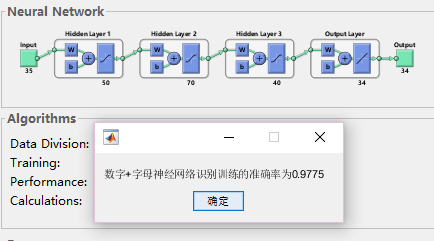 Neural Network
Hidden Layer 1 Hidden Layer 2 Hidden Layer 3 Output Layer
Input Output
W W W W
b b b b
35 34
50 70 40 34
Algorithms
Data Division:
Training:
Performance:
Calculations:
数字+字母神经网络识别训练的准确率为0.9775
确定